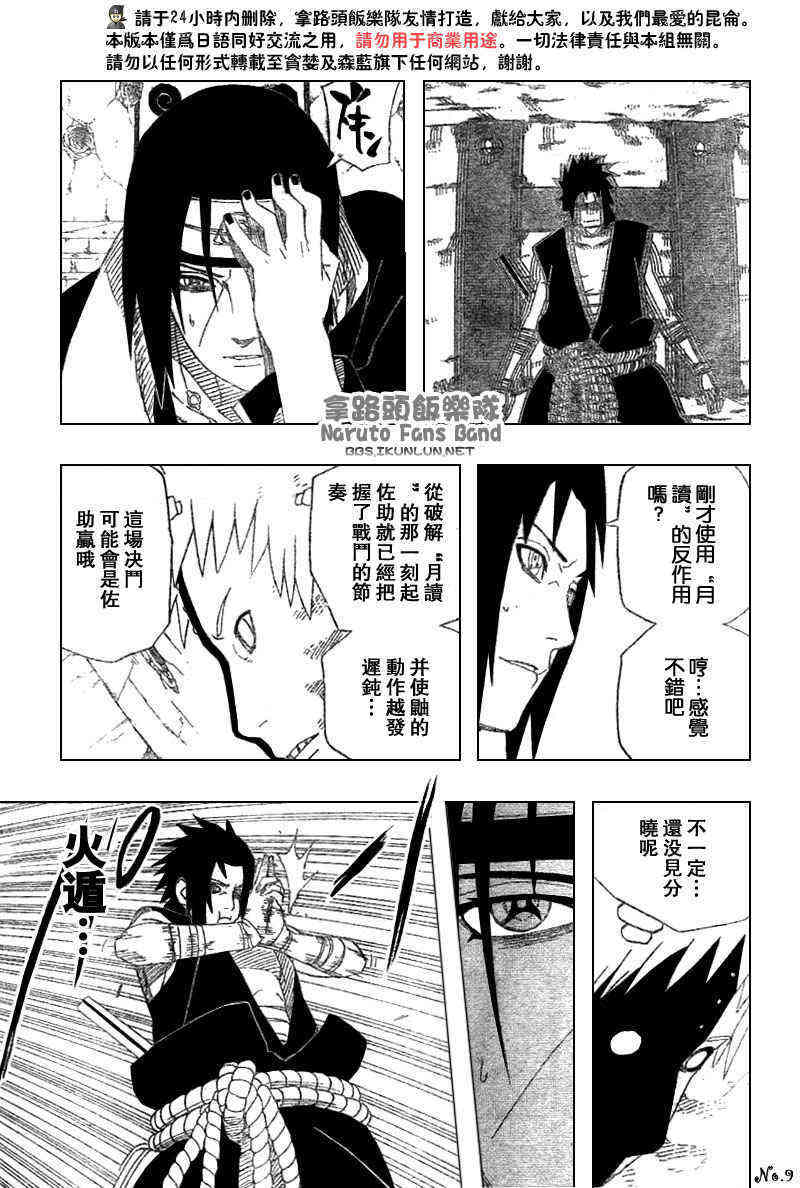 請于24小時内删除，拿路頭飯樂隊友情打造，獻給大家，以及我們最愛的昆侖。
本版本僅爲日語同好交流之用，請勿用于商業用途。一切法律責任與本組無關。
請勿以任何形式轉載至貪婪及森藍旗下任何網站，謝謝。
拿路頭飯樂隊
Naruto Fans Band
BBS.IKUNLUN.NET
剛才使用“月
讀”的反作用
嗎？
哼…感覺
不錯吧
從破解“月讀
”的那一刻起
佐助就已經把
握了戰鬥的節
奏
并使鼬的
動作越發
遲鈍…
這場決鬥
可能會是佐
助贏哦
不一定…
還没見分
曉呢
火遁…
No.9